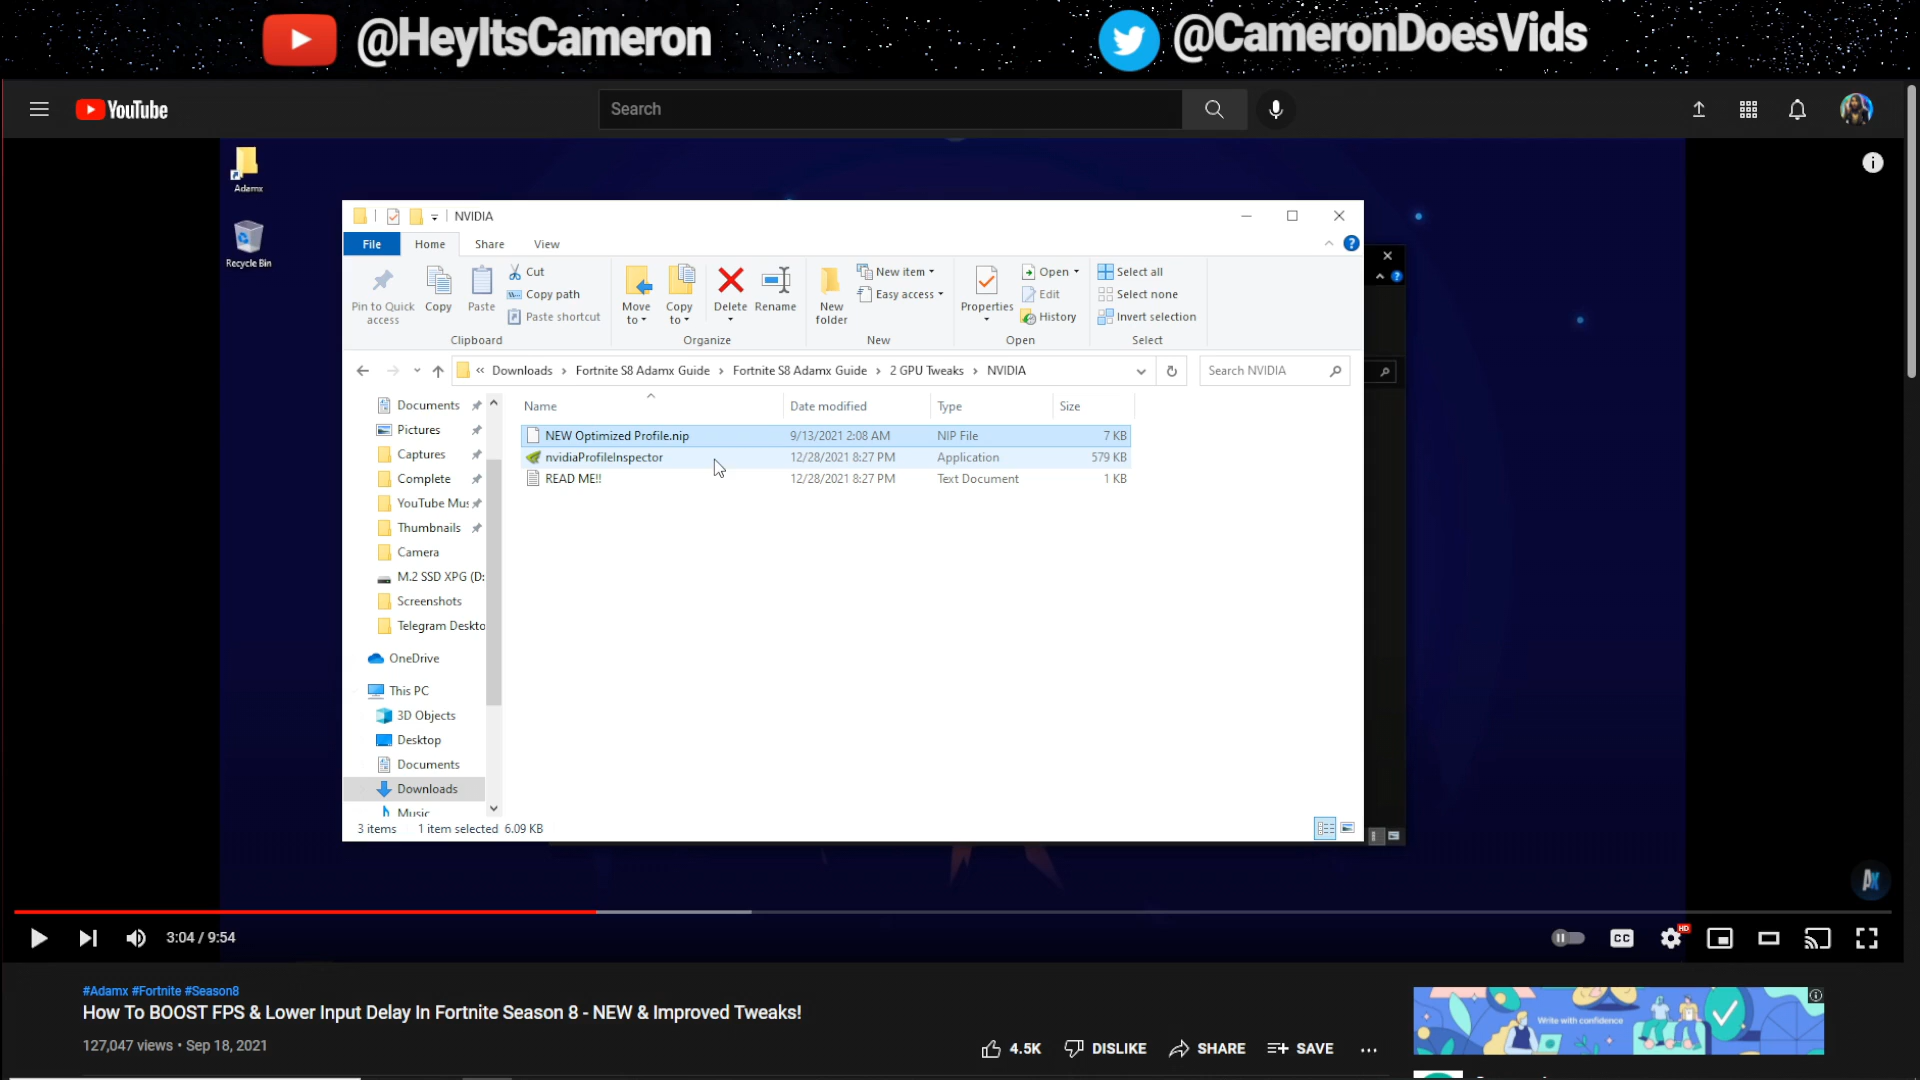 @HeyItsCameron
@CameronDoesVids
YouTube
Search
Adamx
Recycle Bin
NVIDIA
File Home Share View
Pin to Quick access
Copy
Paste
Cut
Copy path
Paste shortcut
Clipboard
Move to
Copy to
Delete
Rename
Organize
New folder
New item
Easy access
New
Properties
Open
Edit
History
Open
Select all
Select none
Invert selection
Select
« Downloads › Fortnite S8 Adamx Guide › Fortnite S8 Adamx Guide › 2 GPU Tweaks › NVIDIA
Search NVIDIA
Name Date modified Type Size
NEW Optimized Profile.nip 9/13/2021 2:08 AM NIP File 7 KB
nvidiaProfileInspector 12/28/2021 8:27 PM Application 579 KB
READ ME!! 12/28/2021 8:27 PM Text Document 1 KB
Documents
Pictures
Captures
Complete
YouTube Mu
Thumbnails
Camera
M.2 SSD XPG (D:
Screenshots
Telegram Deskto
OneDrive
This PC
3D Objects
Desktop
Documents
Downloads
Music
3 items 1 item selected 6.09 KB
AX
3:04 / 9:54
CC
HD
#Adamx #Fortnite #Season8
How To BOOST FPS & Lower Input Delay In Fortnite Season 8 - NEW & Improved Tweaks!
127,047 views • Sep 18, 2021
4.5K DISLIKE SHARE SAVE ...
Write with confidence